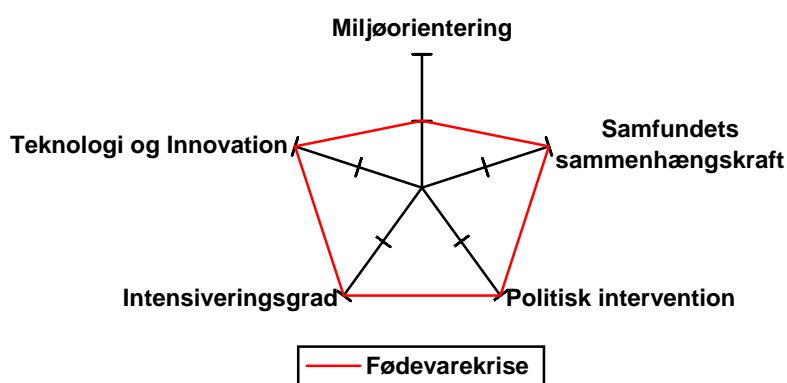 Miljøorientering
Teknologi og Innovation
Samfundets
sammenhængskraft
Intensiveringsgrad
Politisk intervention
Fødevarekrise